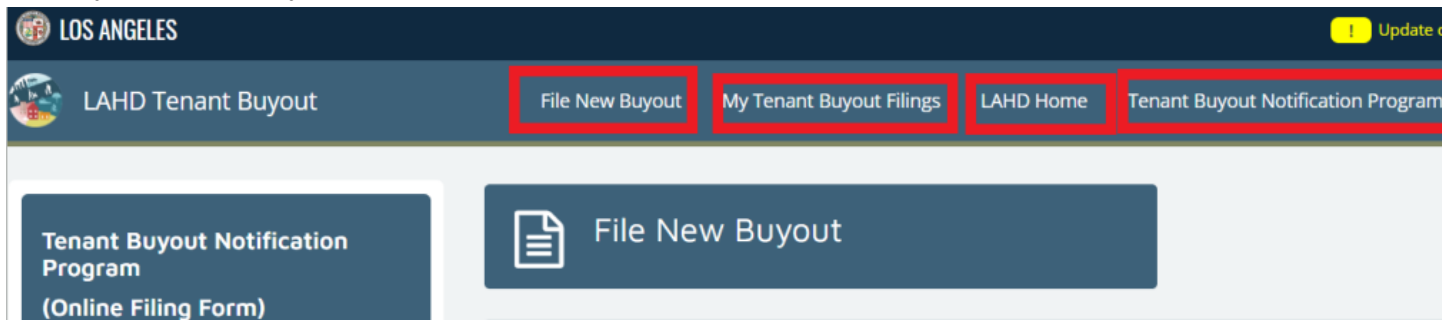 LOS ANGELES
! Update
LAHD Tenant Buyout
File New Buyout My Tenant Buyout Filings LAHD Home Tenant Buyout Notification Program
Tenant Buyout Notification
Program
(Online Filing Form)
File New Buyout